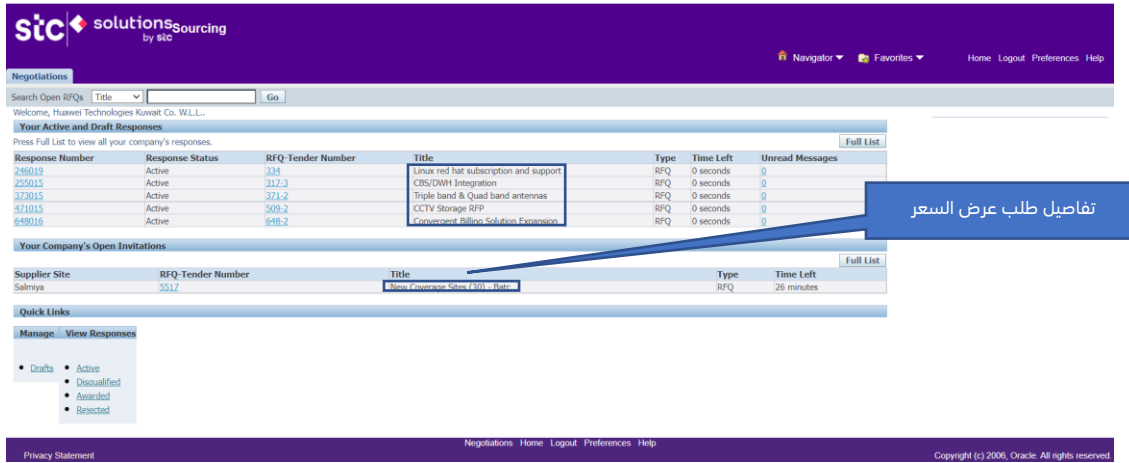 stc solutions Sourcing
by stc
Navigator Favorites Home Logout Preferences Help
Negotiations
Search Open RFQs Title Go
Welcome, Huawei Technologies Kuwait Co. W.L.L..
Your Active and Draft Responses
Press Full List to view all your company's responses. Full List
Response Number Response Status RFQ-Tender Number Title Type Time Left Unread Messages
246019 Active 334 Linux red hat subscription and support RFQ 0 seconds 0
255015 Active 317-3 CBS/DWH Integration RFQ 0 seconds 0
373015 Active 371-2 Triple band & Quad band antennas RFQ 0 seconds 0
471015 Active 509-2 CCTV Storage RFP RFQ 0 seconds 0
648016 Active 648-2 Convergent Billing Solution Expansion RFQ 0 seconds 0
تفاصيل طلب عرض السعر
Your Company's Open Invitations
Full List
Supplier Site RFQ-Tender Number Title Type Time Left
Salmiya 5517 New Coverage Sites (30) - Batc RFQ 26 minutes
Quick Links
Manage View Responses
Drafts Active
Disqualified
Awarded
Rejected
Negotiations Home Logout Preferences Help
Privacy Statement Copyright (c) 2006, Oracle. All rights reserved.